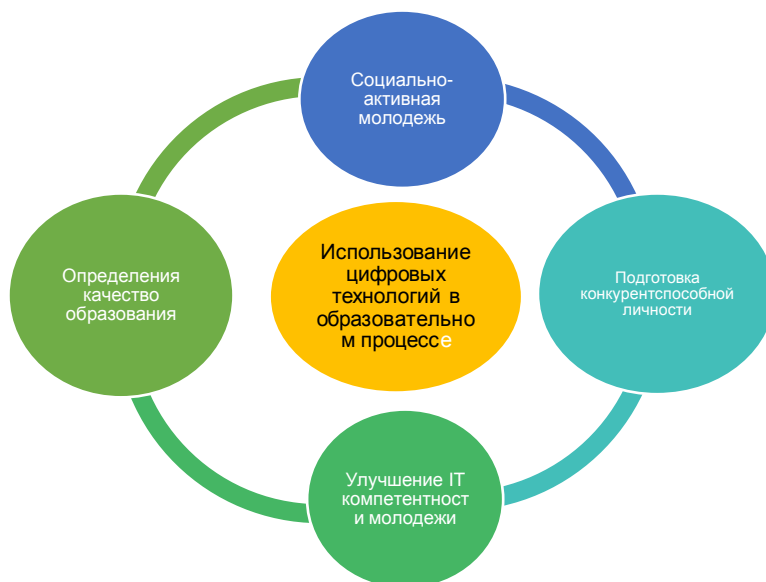 Социально-
активная
молодежь
Определения
качество
образования
Использование
цифровых
технологий в
образовательно
м процессе
Подготовка
конкурентспособной
личности
Улучшение IT
компетентност
и молодежи